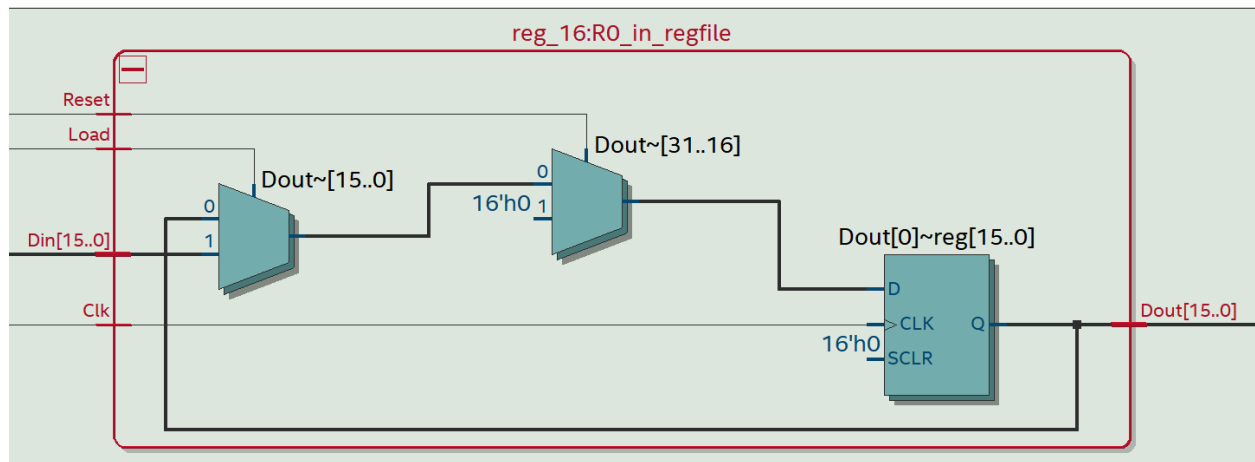 reg_16:R0_in_regfile
Reset
Load
Dout~[31..16]
Dout~[15..0]
0
16'h0
1
0
1
Din[15..0]
Dout[0]~reg[15..0]
D
Clk
CLK
Q
Dout[15..0]
16'h0
SCLR